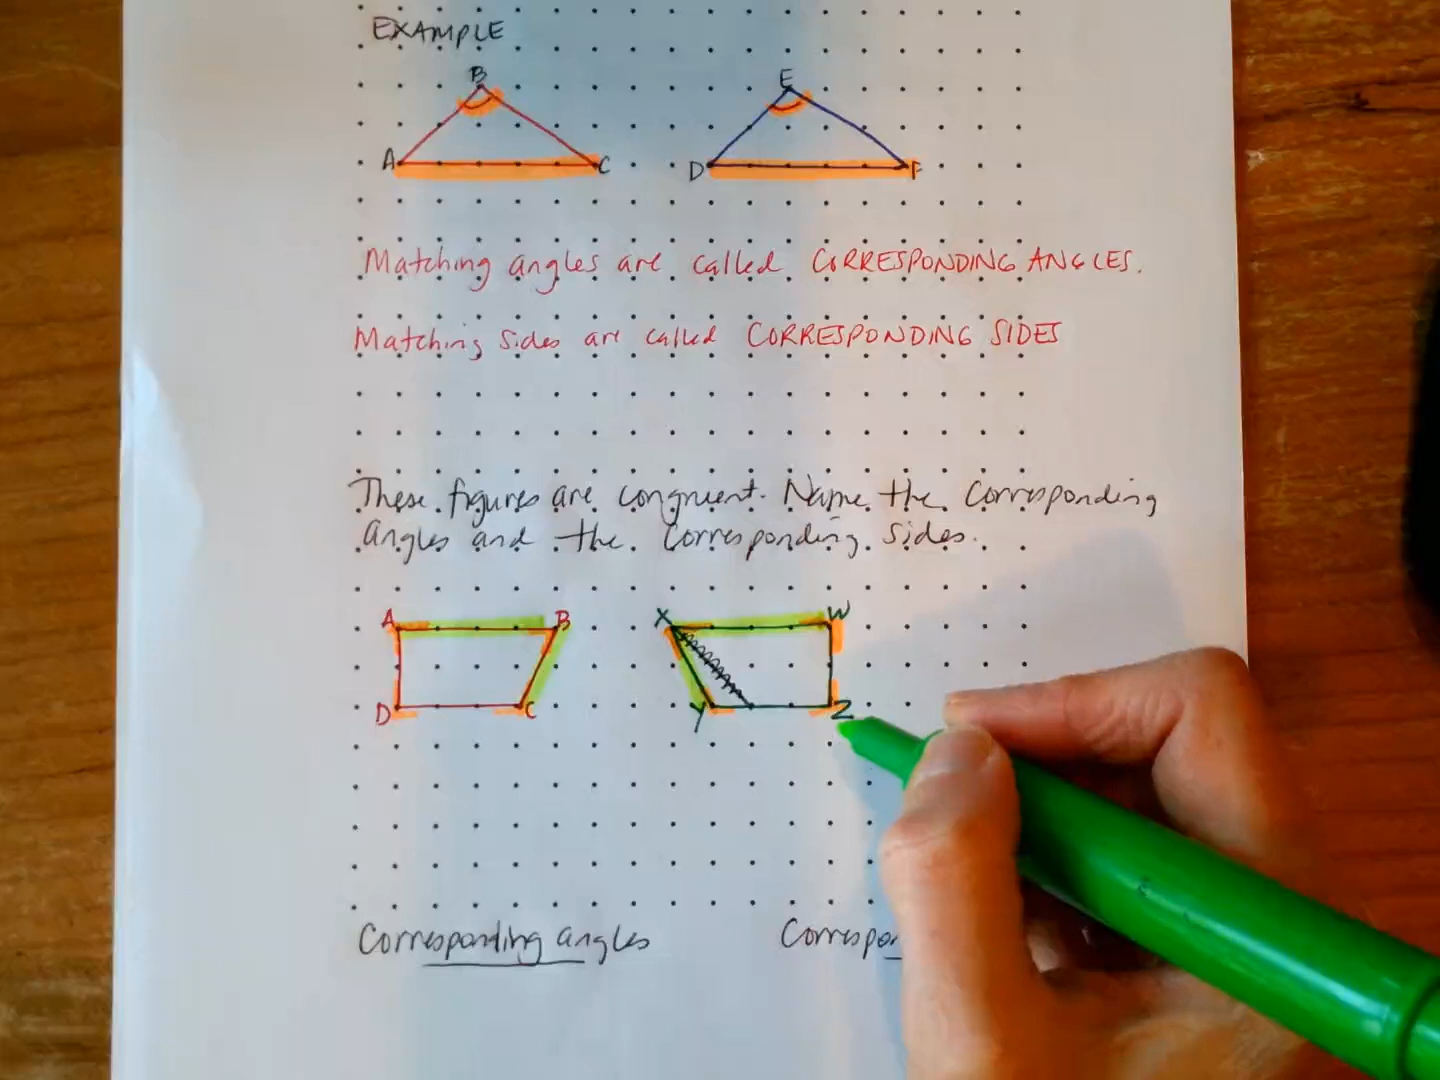 EXAMPLE
B E
A C D F
Matching angles are called CORRESPONDING ANGLES.
Matching sides are called CORRESPONDING SIDES
These figures are congruent. Name the corresponding
angles and the corresponding sides.
A B X W
D C Y Z
Corresponding angles